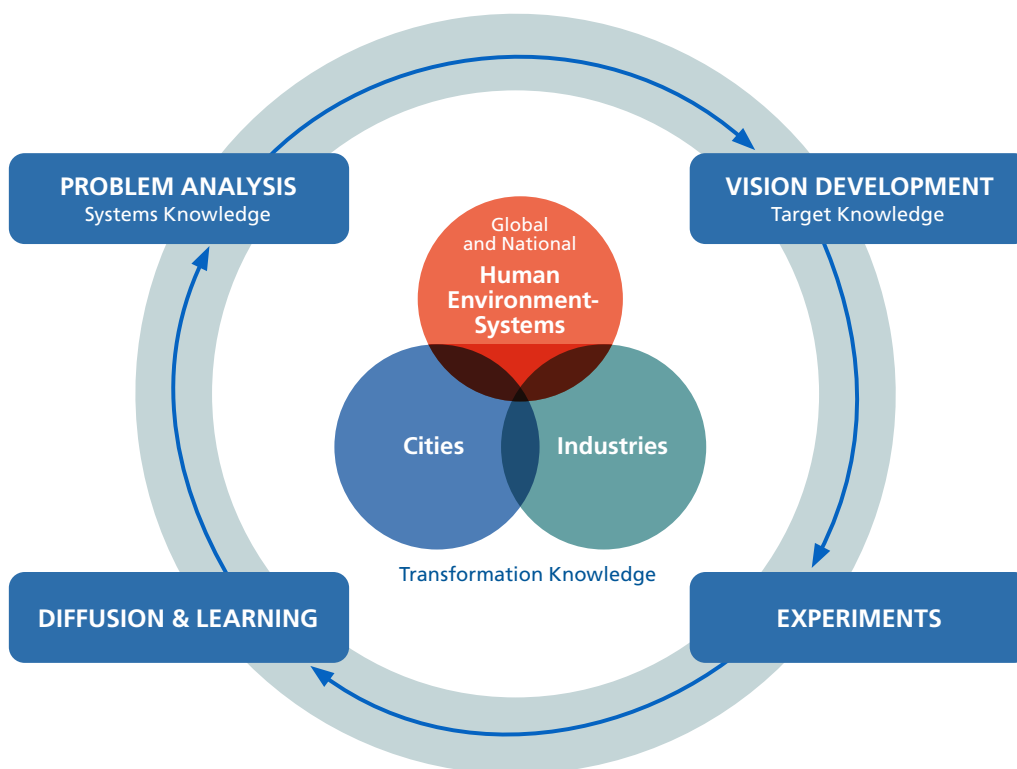 PROBLEM ANALYSIS
Systems Knowledge
VISION DEVELOPMENT
Target Knowledge
Global
and National
Human
Environment-
Systems
Cities
Industries
Transformation Knowledge
DIFFUSION & LEARNING
EXPERIMENTS